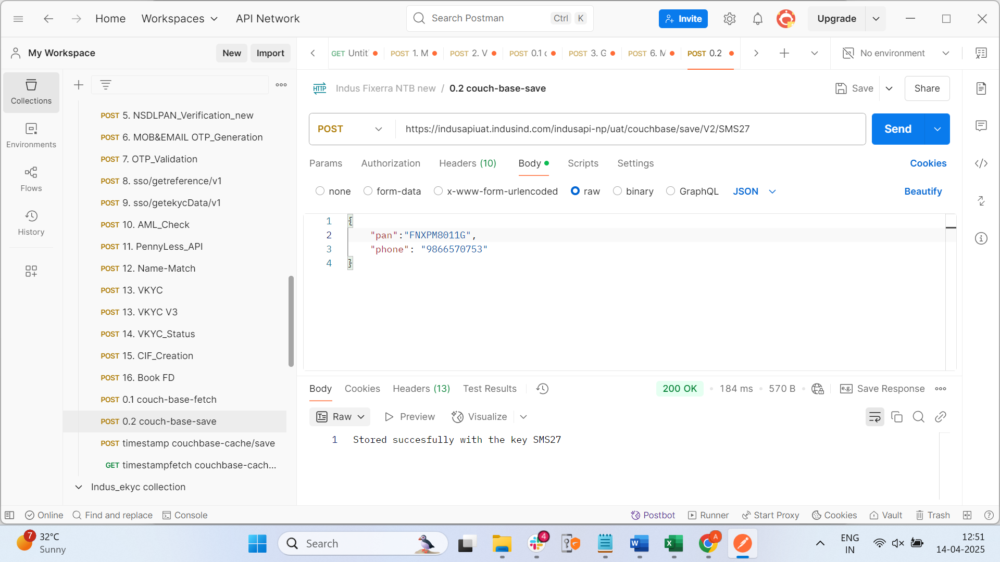 Home
Workspaces
API Network
Search Postman
Ctrl K
Invite
Upgrade
My Workspace
New
Import
GET Untit
POST 1. M
POST 2. V
POST 0.1 c
POST 3. G
POST 6. M
POST 0.2
No environment
Collections
Environments
Flows
History
POST 5. NSDLPAN_Verification_new
POST 6. MOB&EMAIL OTP_Generation
POST 7. OTP_Validation
POST 8. sso/getreference/v1
POST 9. sso/getekycData/v1
POST 10. AML_Check
POST 11. PennyLess_API
POST 12. Name-Match
POST 13. VKYC
POST 13. VKYC V3
POST 14. VKYC_Status
POST 15. CIF_Creation
POST 16. Book FD
POST 0.1 couch-base-fetch
POST 0.2 couch-base-save
POST timestamp couchbase-cache/save
GET timestampfetch couchbase-cach...
Indus_ekyc collection
HTTP
Indus Fixerra NTB new / 0.2 couch-base-save
Save
Share
POST
https://indusapiuat.indusind.com/indusapi-np/uat/couchbase/save/V2/SMS27
Send
Params
Authorization
Headers (10)
Body
Scripts
Settings
Cookies
none
form-data
x-www-form-urlencoded
raw
binary
GraphQL
JSON
Beautify
1 {
2 "pan":"FNXPM8011G",
3 "phone": "9866570753"
4 }
Body
Cookies
Headers (13)
Test Results
200 OK
184 ms
570 B
e.g.
Save Response
Raw
Preview
Visualize
1 Stored succesfully with the key SMS27
Online
Find and replace
Console
Postbot
Runner
Start Proxy
Cookies
Vault
Trash
7
32°C
Sunny
Search
4
A
ENG
IN
12:51
14-04-2025